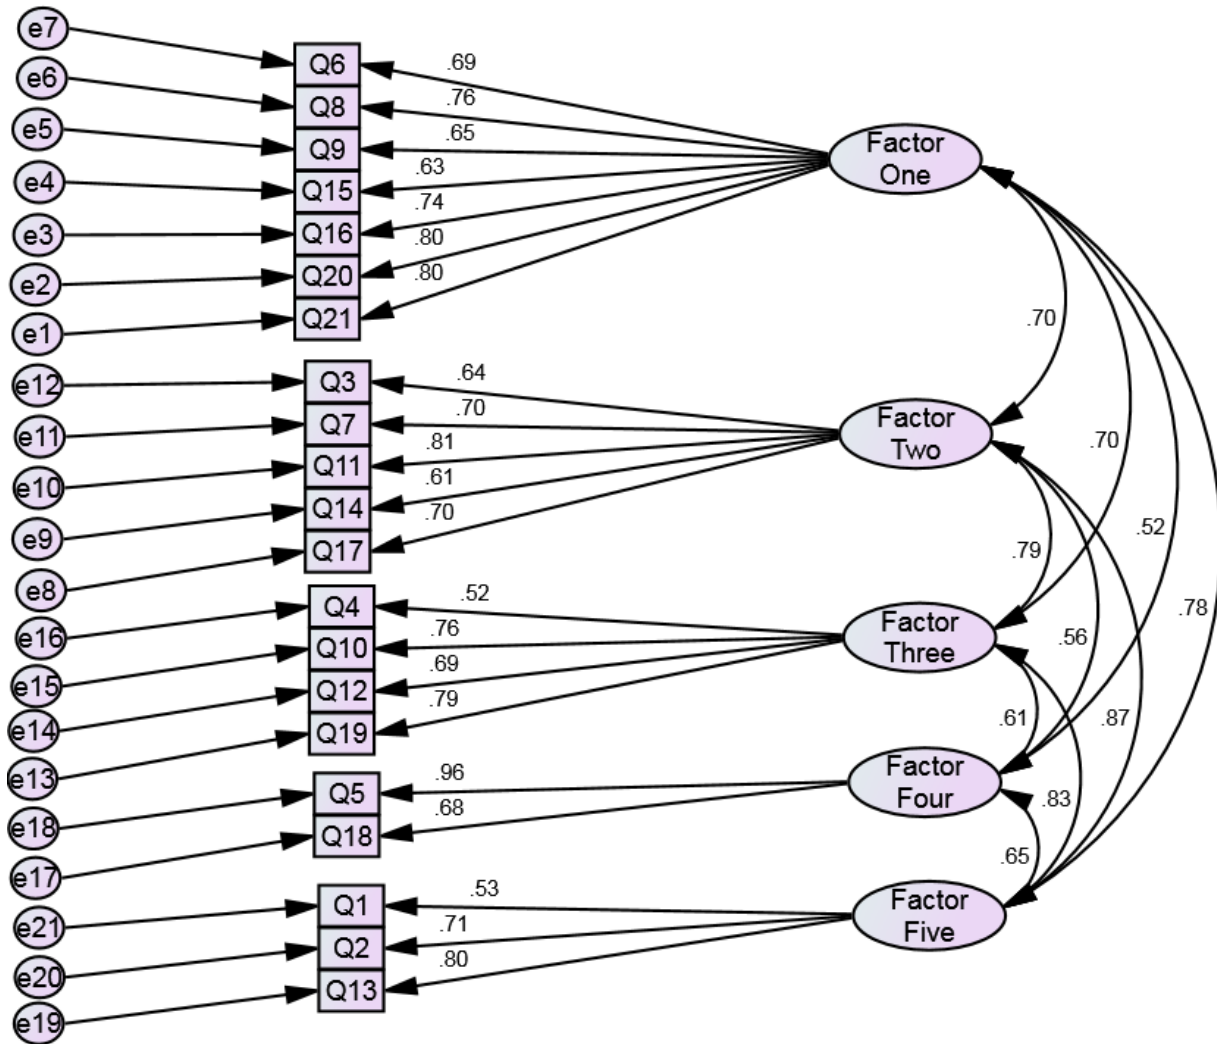 e7
e6
e5
e4
e3
e2
e1
e12
e11
e10
e9
e8
e16
e15
e14
e13
e18
e17
e21
e20
e19
Q6
Q8
Q9
Q15
Q16
Q20
Q21
Q3
Q7
Q11
Q14
Q17
Q4
Q10
Q12
Q19
Q5
Q18
Q1
Q2
Q13
.69
.76
.65
.63
.74
.80
.80
.64
.70
.81
.61
.70
.52
.76
.69
.79
.96
.68
.53
.71
.80
Factor
One
Factor
Two
Factor
Three
Factor
Four
Factor
Five
.70
.70
.52
.79
.78
.56
.61
.87
.83
.65